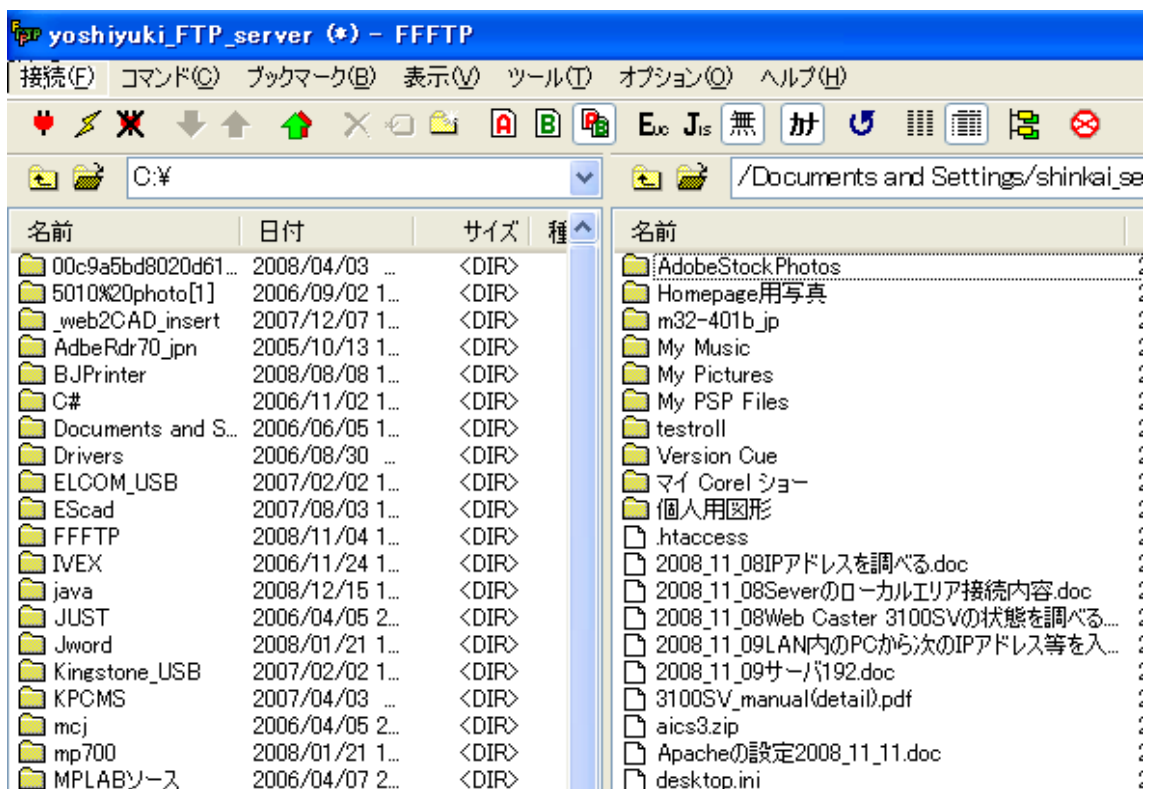 yoshiyuki_FTP_server (*) - FFFTP
接続(F) コマンド(C) ブックマーク(B) 表示(V) ツール(T) オプション(O) ヘルプ(H)
A B Euc Jis 無 カナ
C:¥ /Documents and Settings/shinkai_se
名前 日付 サイズ 種
00c9a5bd8020d61... 2008/04/03 ... <DIR>
5010%20photo[1] 2006/09/02 1... <DIR>
_web2CAD_insert 2007/12/07 1... <DIR>
AdbeRdr70_jpn 2005/10/13 1... <DIR>
BJPrinter 2008/08/08 1... <DIR>
C# 2006/11/02 1... <DIR>
Documents and S... 2006/06/05 1... <DIR>
Drivers 2006/08/30 ... <DIR>
ELCOM_USB 2007/02/02 1... <DIR>
EScad 2007/08/03 1... <DIR>
FFFTP 2008/11/04 1... <DIR>
IVEX 2006/11/24 1... <DIR>
java 2008/12/15 1... <DIR>
JUST 2006/04/05 2... <DIR>
Jword 2008/01/21 1... <DIR>
Kingstone_USB 2007/02/02 1... <DIR>
KPCMS 2007/04/03 ... <DIR>
mcj 2006/04/05 2... <DIR>
mp700 2008/01/21 1... <DIR>
MPLABソース 2006/04/07 2... <DIR>
名前
AdobeStockPhotos
Homepage用写真
m32-401b_jp
My Music
My Pictures
My PSP Files
testroll
Version Cue
マイ Corel ショー
個人用図形
.htaccess
2008_11_08IPアドレスを調べる.doc
2008_11_08Severのローカルエリア接続内容.doc
2008_11_08Web Caster 3100SVの状態を調べる...
2008_11_09LAN内のPCから次のIPアドレス等を入...
2008_11_09サーバ192.doc
3100SV_manual(detail).pdf
aics3.zip
Apacheの設定2008_11_11.doc
desktop.ini